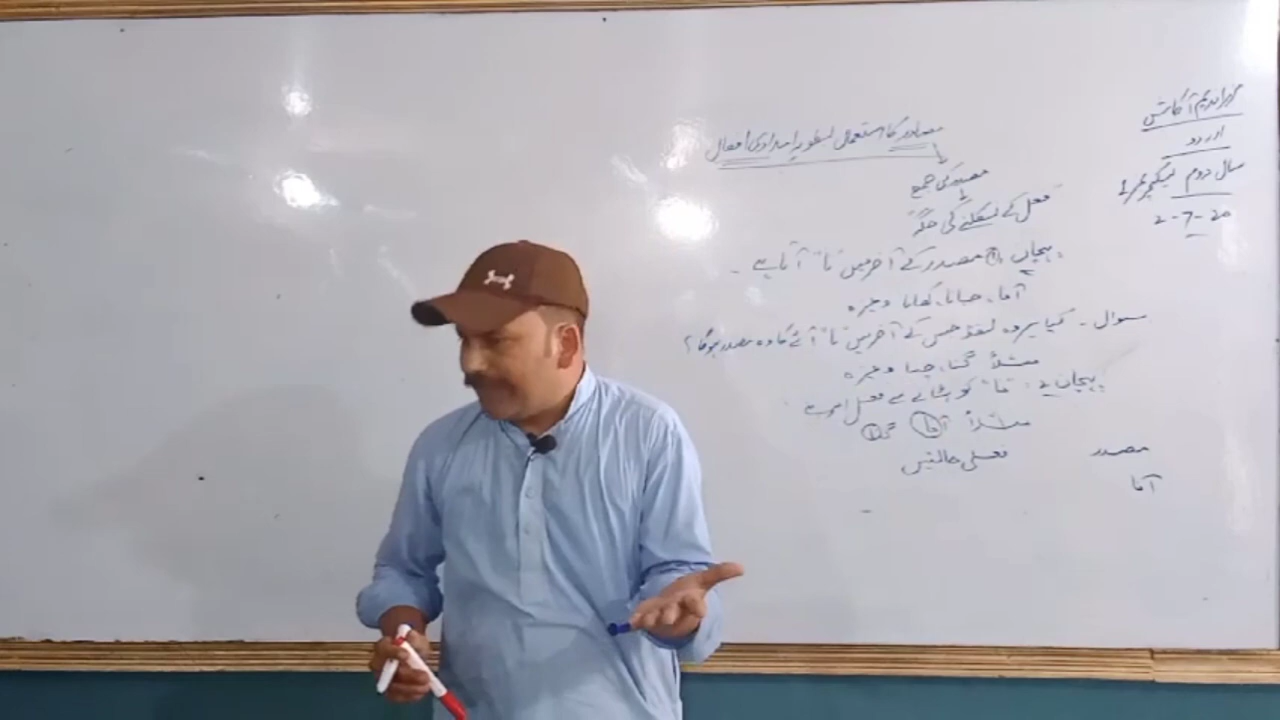 اردو
سال دوم لیکچر نمبر 1
2-7-20
مصادر کا استعمال بطور امدادی افعال
مصدر کی جمع
فعل کے نکلنے کی جگہ
پہچان 1۔ مصدر کے آخر میں "نا" آتا ہے۔
آنا، جانا، کھانا وغیرہ
سوال۔ کیا ہر وہ لفظ جس کے آخر میں "نا" آئے گا وہ مصدر ہوگا؟
مثلاً گنا، چنا وغیرہ
پہچان 2۔ "نا" کو ہٹانے سے فعل امر
مثلاً آنا
مصدر فعلی حالتیں
آنا